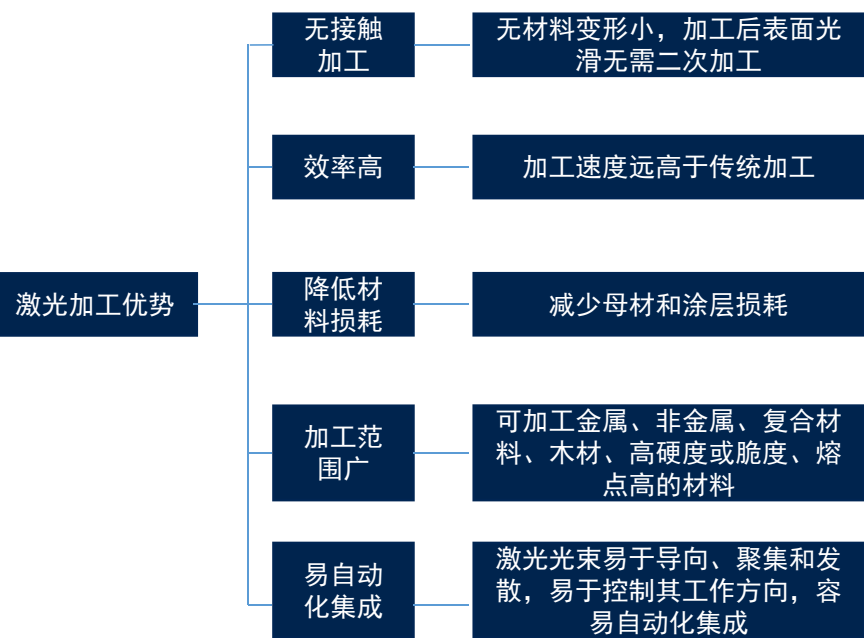 无接触
加工
无材料变形小，加工后表面光
滑无需二次加工
效率高
加工速度远高于传统加工
激光加工优势
降低材
料损耗
减少母材和涂层损耗
加工范
围广
可加工金属、非金属、复合材
料、木材、高硬度或脆度、熔
点高的材料
易自动
化集成
激光光束易于导向、聚集和发
散，易于控制其工作方向，容
易自动化集成